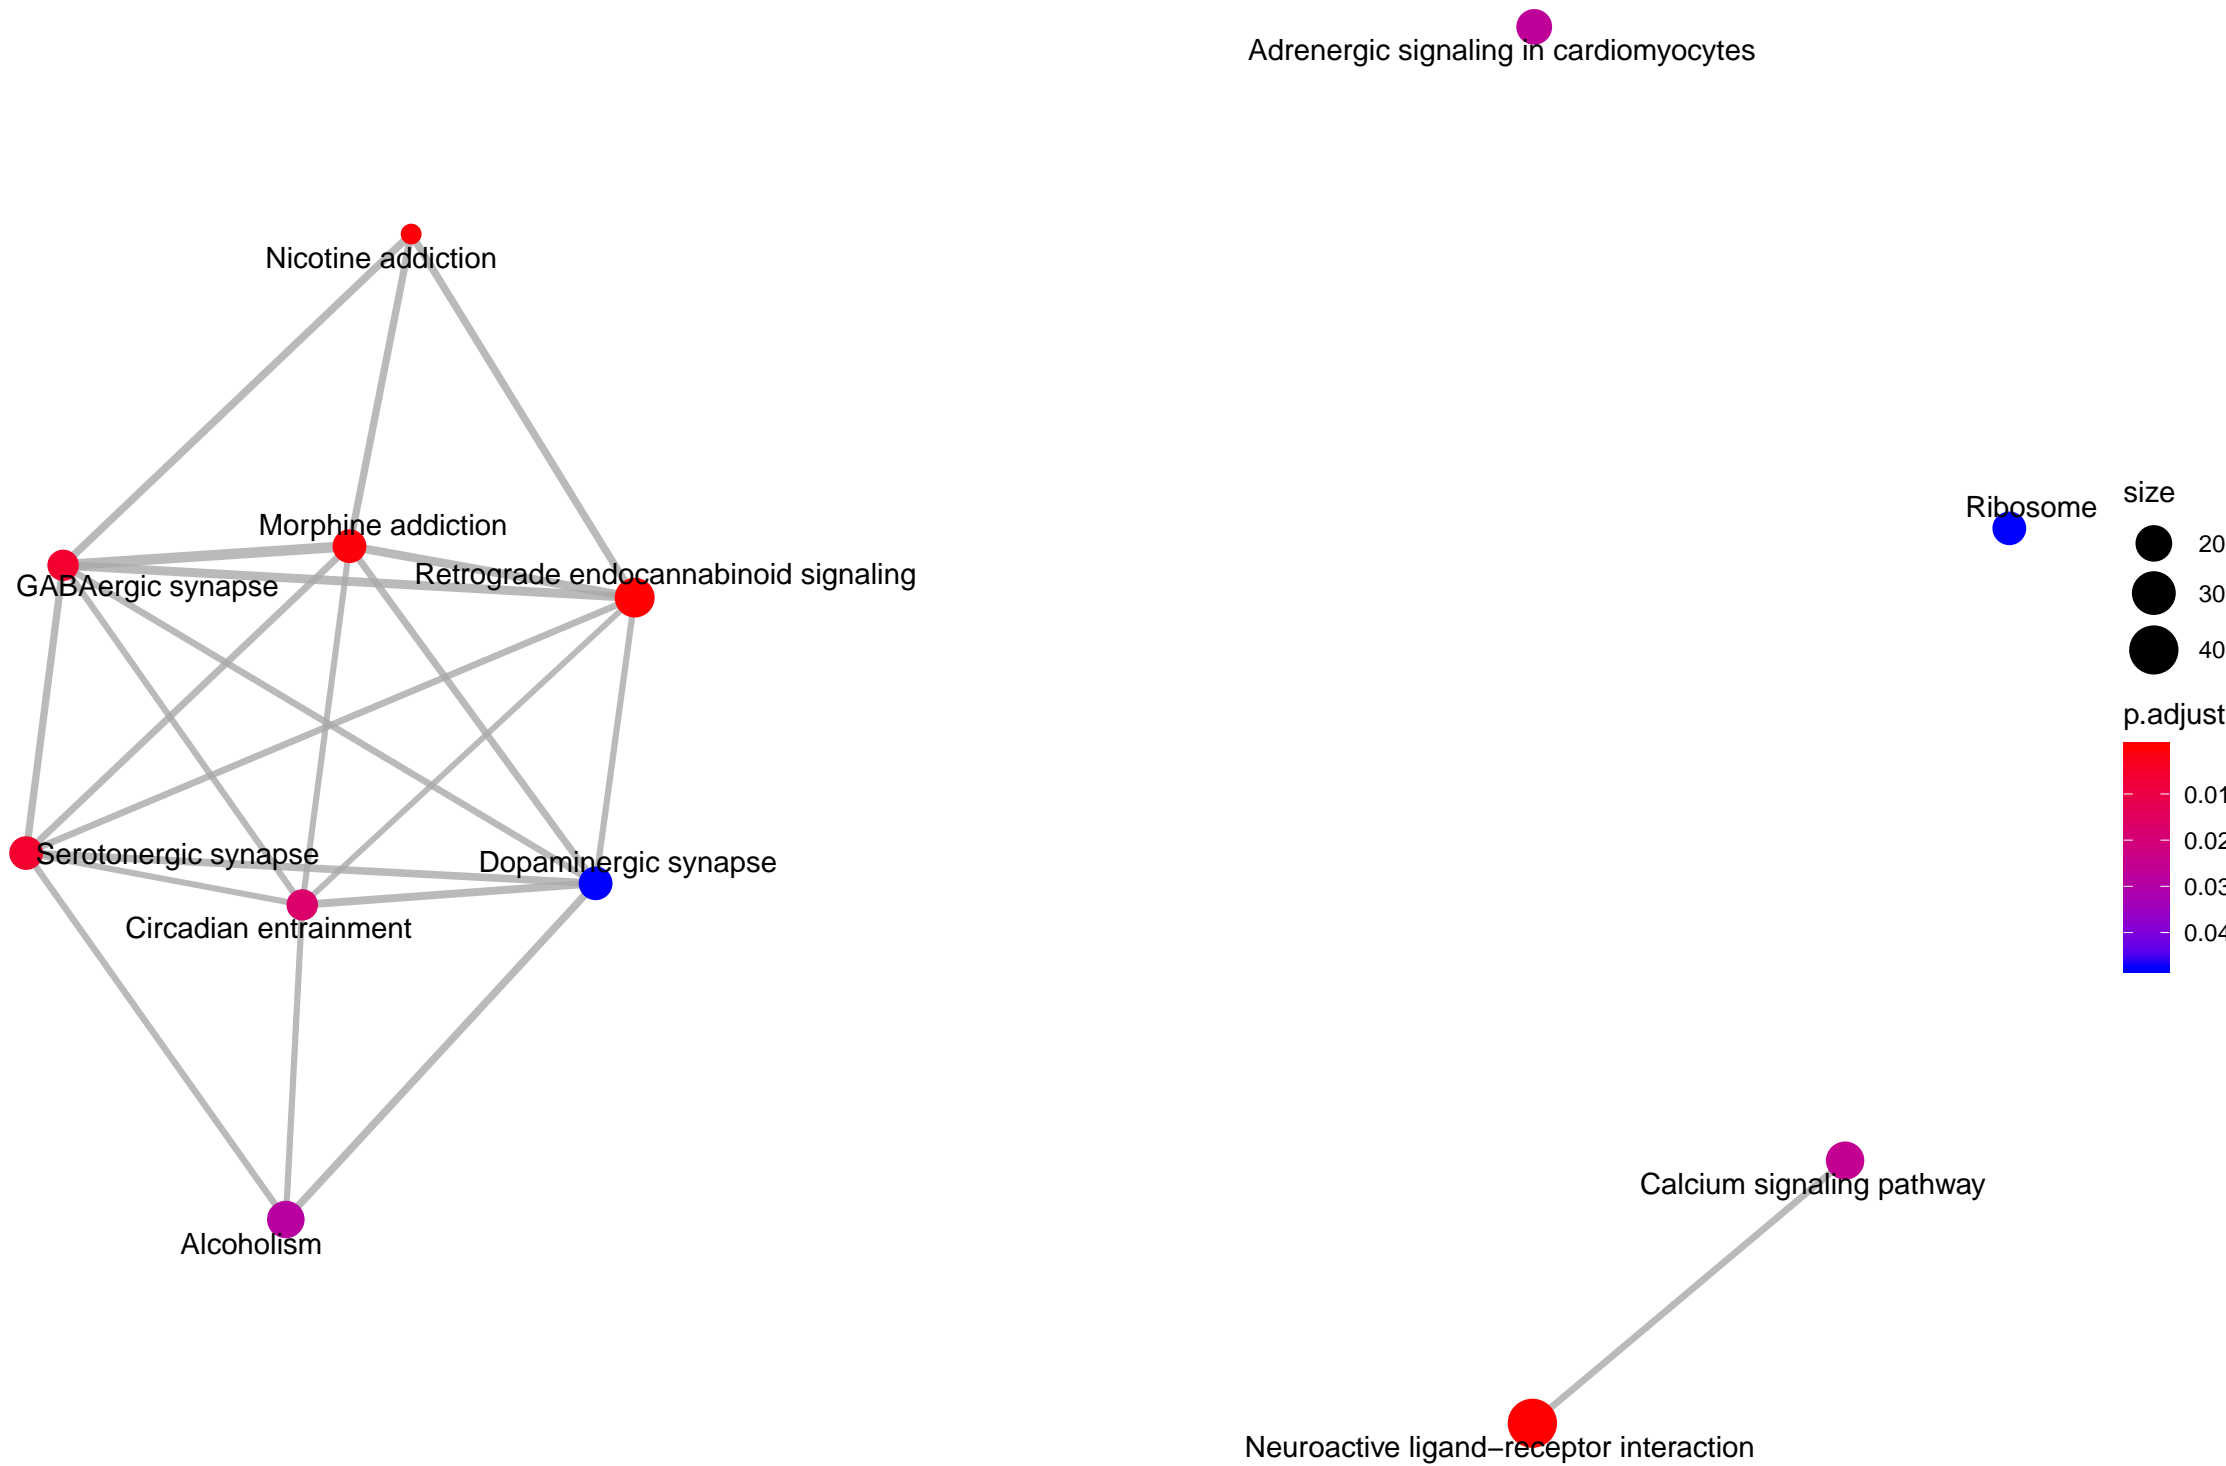 Adrenergic signaling in cardiomyocytes
Nicotine addiction
Ribosome
Morphine addiction
Retrograde endocannabinoid signaling
GABAergic synapse
Serotonergic synapse
Dopaminergic synapse
Circadian entrainment
Alcoholism
Calcium signaling pathway
Neuroactive ligand−receptor interaction
size
20
30
40
p.adjust
0.01
0.02
0.03
0.04